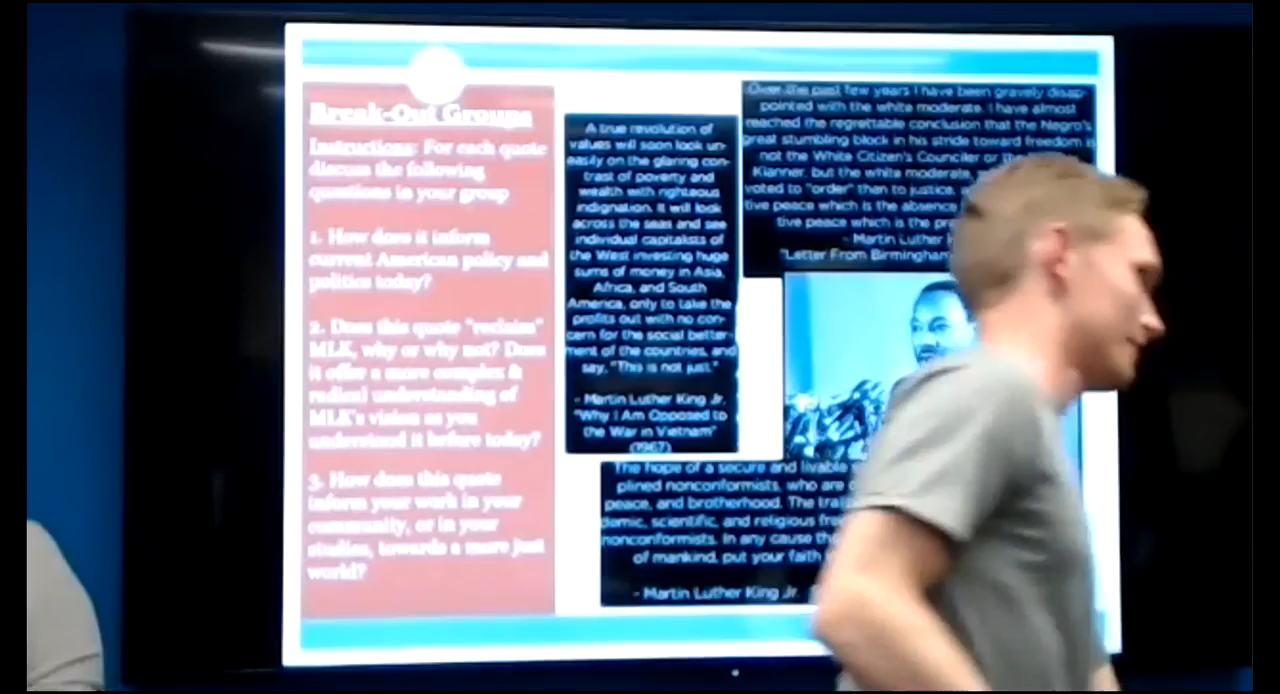 Break-Out Groups
Instructions: For each quote
discuss the following
questions in your group
1. How does it inform
current American policy and
politics today?
2. Does this quote "reclaim"
MLK, why or why not? Does
it offer a more complex &
radical understanding of
MLK's vision as you
understand it before today?
3. How does this quote
inform your work in your
community, or in your
studies, towards a more just
world?
A true revolution of
values will soon look un-
easily on the glaring con-
trast of poverty and
wealth with righteous
indignation. It will look
across the seas and see
individual capitalists of
the West investing huge
sums of money in Asia,
Africa, and South
America, only to take the
profits out with no con-
cern for the social better-
ment of the countries, and
say, "This is not just."
- Martin Luther King Jr.
"Why I Am Opposed to
the War in Vietnam"
(1967)
Over the past few years I have been gravely disap-
pointed with the white moderate. I have almost
reached the regrettable conclusion that the Negro's
great stumbling block in his stride toward freedom is
not the White Citizen's Counciler or the
Klanner, but the white moderate,
voted to "order" than to justice,
tive peace which is the absence
tive peace which is the
- Martin Luther
"Letter From Birmingham
The hope of a secure and livable
plined nonconformists, who are
peace, and brotherhood. The
demic, scientific, and religious
nonconformists. In any cause
of mankind, put your faith
- Martin Luther King Jr.